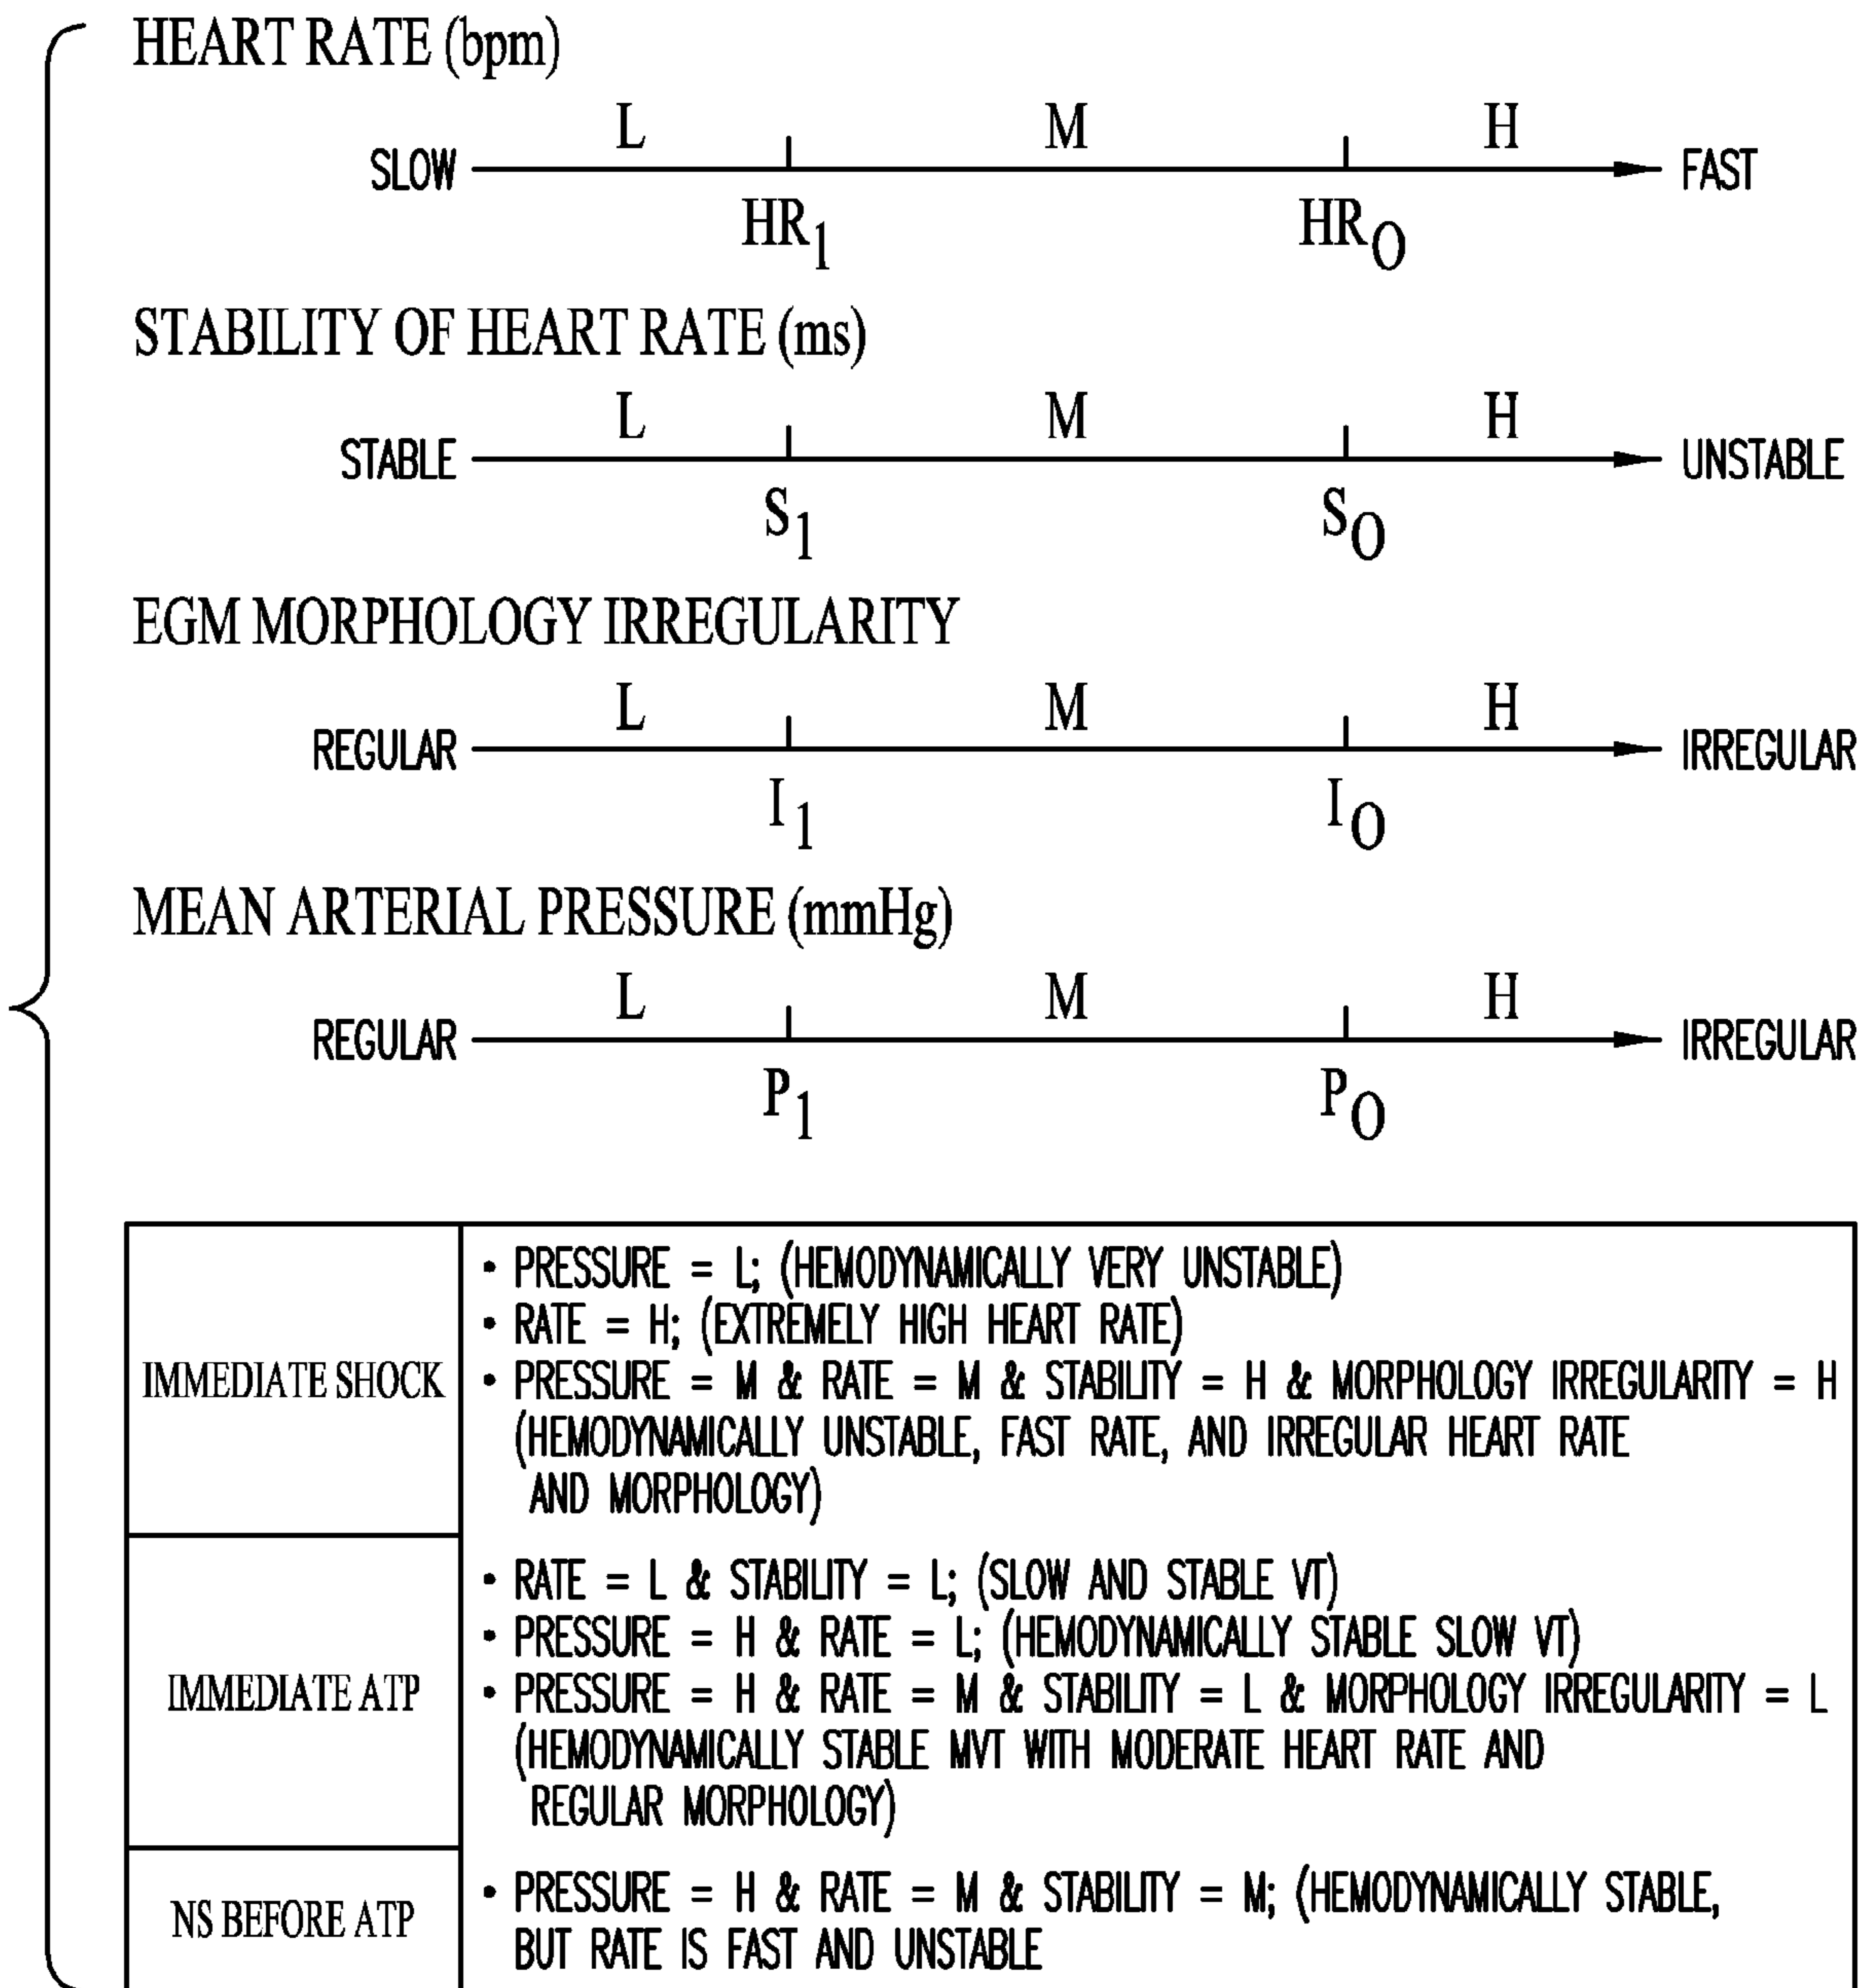 HEART RATE (bpm)
L M H
SLOW FAST
HR1 HRO
STABILITY OF HEART RATE (ms)
L M H
STABLE UNSTABLE
S1 SO
EGM MORPHOLOGY IRREGULARITY
L M H
REGULAR IRREGULAR
I1 IO
MEAN ARTERIAL PRESSURE (mmHg)
L M H
REGULAR IRREGULAR
P1 PO
IMMEDIATE SHOCK
• PRESSURE = L; (HEMODYNAMICALLY VERY UNSTABLE)
• RATE = H; (EXTREMELY HIGH HEART RATE)
• PRESSURE = M & RATE = M & STABILITY = H & MORPHOLOGY IRREGULARITY = H
(HEMODYNAMICALLY UNSTABLE, FAST RATE, AND IRREGULAR HEART RATE
AND MORPHOLOGY)
IMMEDIATE ATP
• RATE = L & STABILITY = L; (SLOW AND STABLE VT)
• PRESSURE = H & RATE = L; (HEMODYNAMICALLY STABLE SLOW VT)
• PRESSURE = H & RATE = M & STABILITY = L & MORPHOLOGY IRREGULARITY = L
(HEMODYNAMICALLY STABLE MVT WITH MODERATE HEART RATE AND
REGULAR MORPHOLOGY)
NS BEFORE ATP
• PRESSURE = H & RATE = M & STABILITY = M; (HEMODYNAMICALLY STABLE,
BUT RATE IS FAST AND UNSTABLE